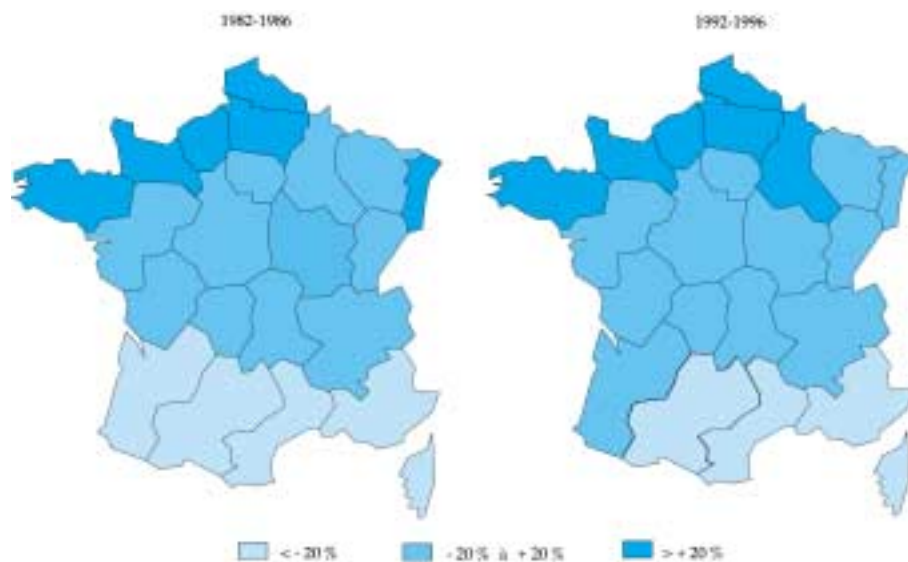 1982-1986
1992-1996
< - 20 %
- 20 % à + 20 %
> + 20 %